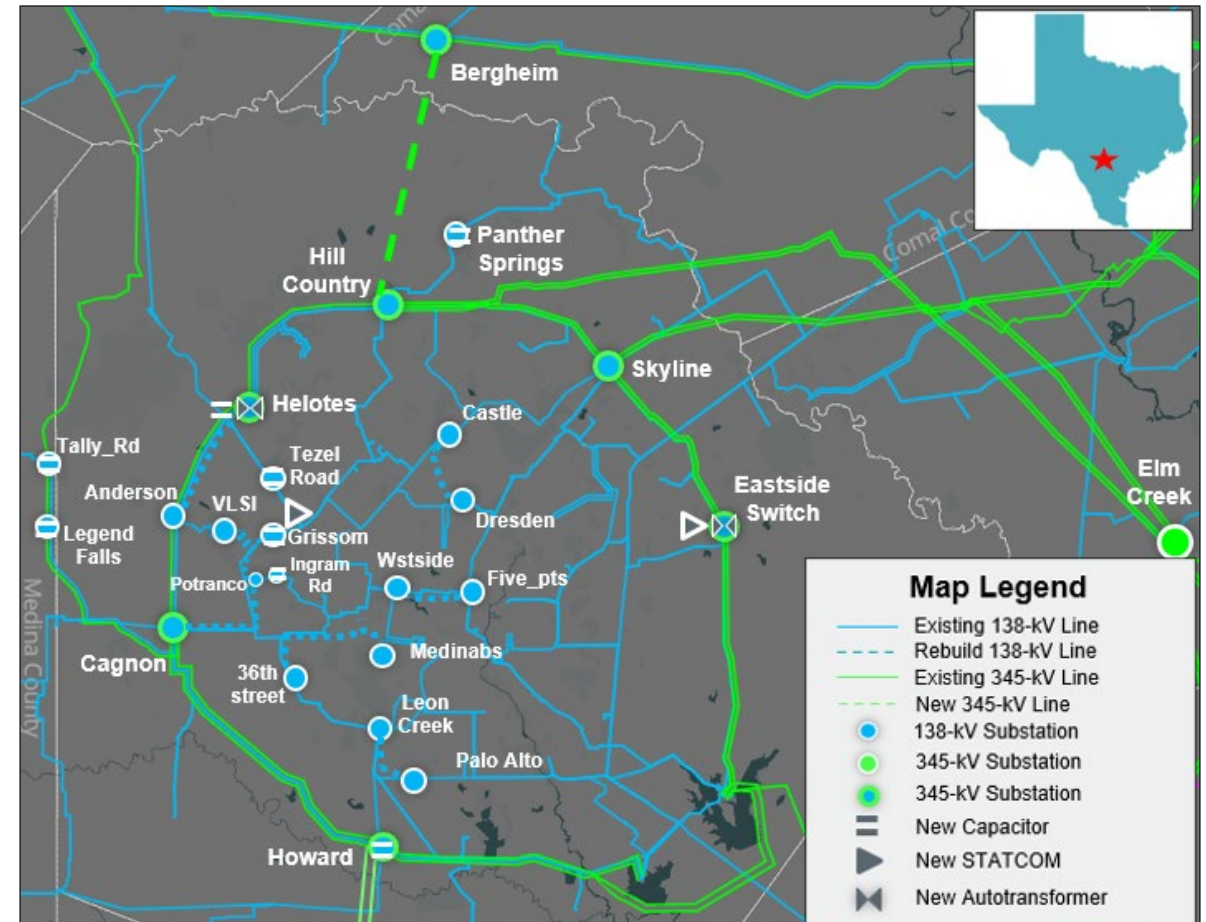 Comal Co
Bergheim
Comal Co
Panther
Springs
Hill
Country
Skyline
Helotes
Castle
Tally_Rd
Tezel
Road
Elm
Creek
Anderson
VLSI
Eastside
Switch
Dresden
Legend
Falls
Grissom
Wstside
Five_pts
Ingram
Rd
Potranco
Medina County
Cagnon
Medinabs
36th
street
Leon
Creek
Palo Alto
Howard
Map Legend
Existing 138-kV Line
Rebuild 138-kV Line
Existing 345-kV Line
New 345-kV Line
138-kV Substation
345-kV Substation
345-kV Substation
New Capacitor
New STATCOM
New Autotransformer